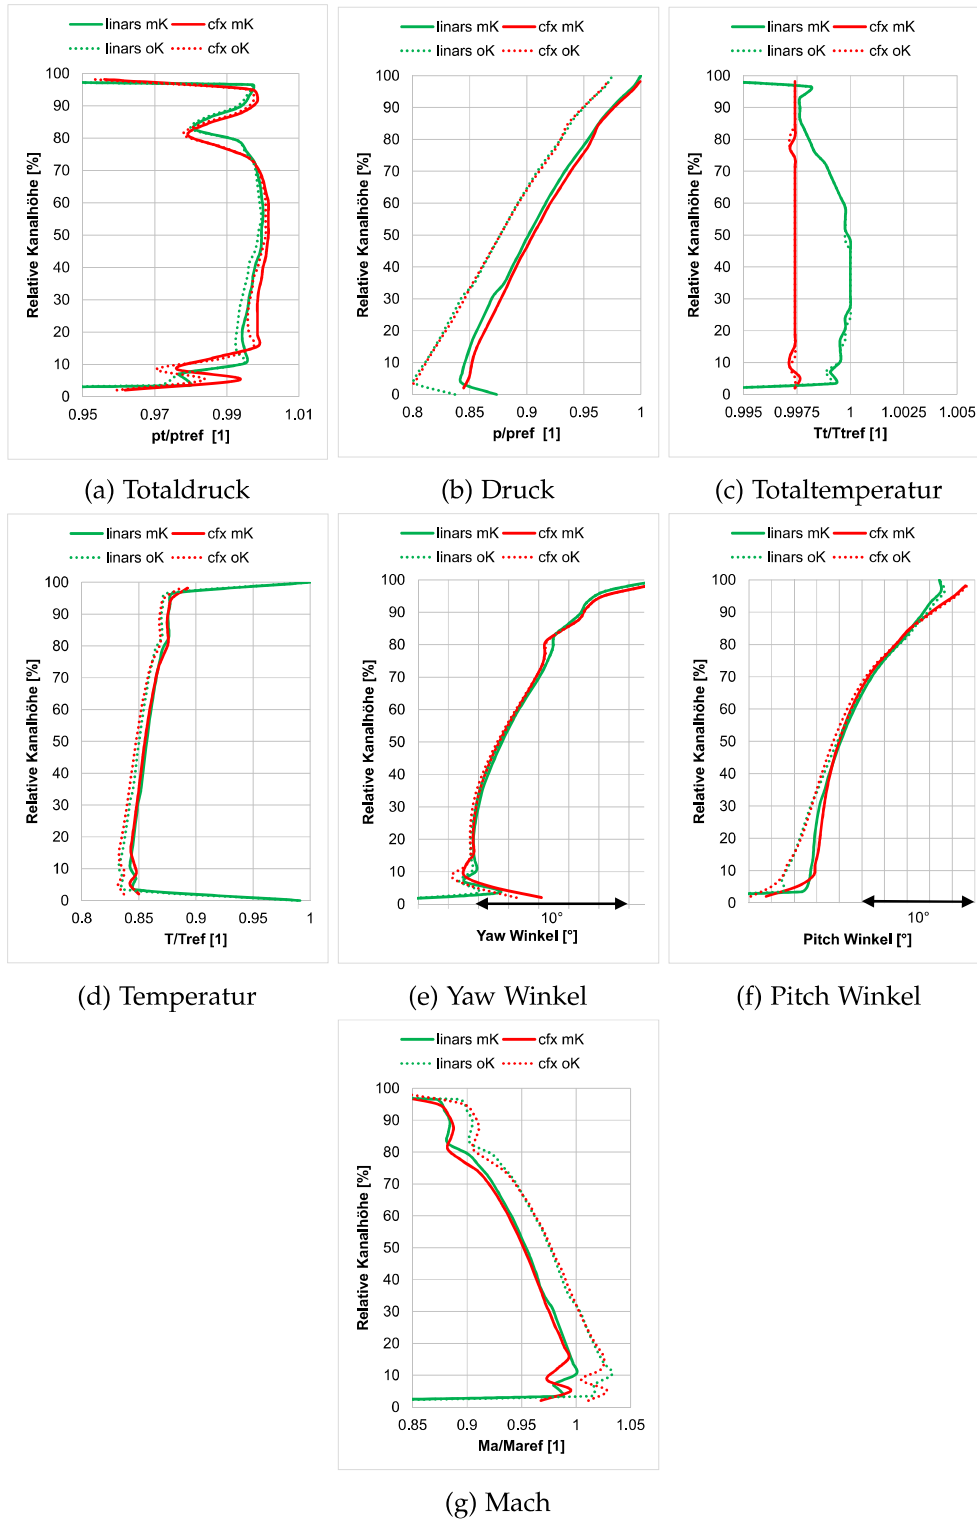 linars mK cfx mK
linars oK cfx oK
Relative Kanalhöhe [%]
100
90
80
70
60
50
40
30
20
10
0
0.95 0.97 0.99 1.01
pt/ptref [1]
(a) Totaldruck
linars mK cfx mK
linars oK cfx oK
Relative Kanalhöhe [%]
100
90
80
70
60
50
40
30
20
10
0
0.8 0.85 0.9 0.95 1
p/pref [1]
(b) Druck
linars mK cfx mK
linars oK cfx oK
Relative Kanalhöhe [%]
100
90
80
70
60
50
40
30
20
10
0
0.995 0.9975 1 1.0025 1.005
Tt/Ttref [1]
(c) Totaltemperatur
linars mK cfx mK
linars oK cfx oK
Relative Kanalhöhe [%]
100
90
80
70
60
50
40
30
20
10
0
0.8 0.85 0.9 0.95 1
T/Tref [1]
(d) Temperatur
linars mK cfx mK
linars oK cfx oK
Relative Kanalhöhe [%]
100
90
80
70
60
50
40
30
20
10
0
10°
Yaw Winkel [°]
(e) Yaw Winkel
linars mK cfx mK
linars oK cfx oK
Relative Kanalhöhe [%]
100
90
80
70
60
50
40
30
20
10
0
10°
Pitch Winkel [°]
(f) Pitch Winkel
linars mK cfx mK
linars oK cfx oK
Relative Kanalhöhe [%]
100
90
80
70
60
50
40
30
20
10
0
0.85 0.9 0.95 1 1.05
Ma/Maref [1]
(g) Mach